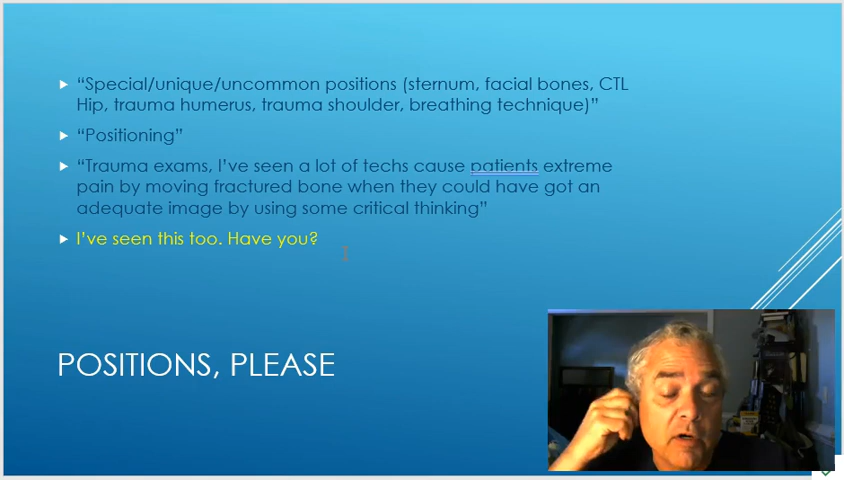 “Special/unique/uncommon positions (sternum, facial bones, CTL
Hip, trauma humerus, trauma shoulder, breathing technique)”
“Positioning”
“Trauma exams, I’ve seen a lot of techs cause patients extreme
pain by moving fractured bone when they could have got an
adequate image by using some critical thinking”
I’ve seen this too. Have you?
POSITIONS, PLEASE